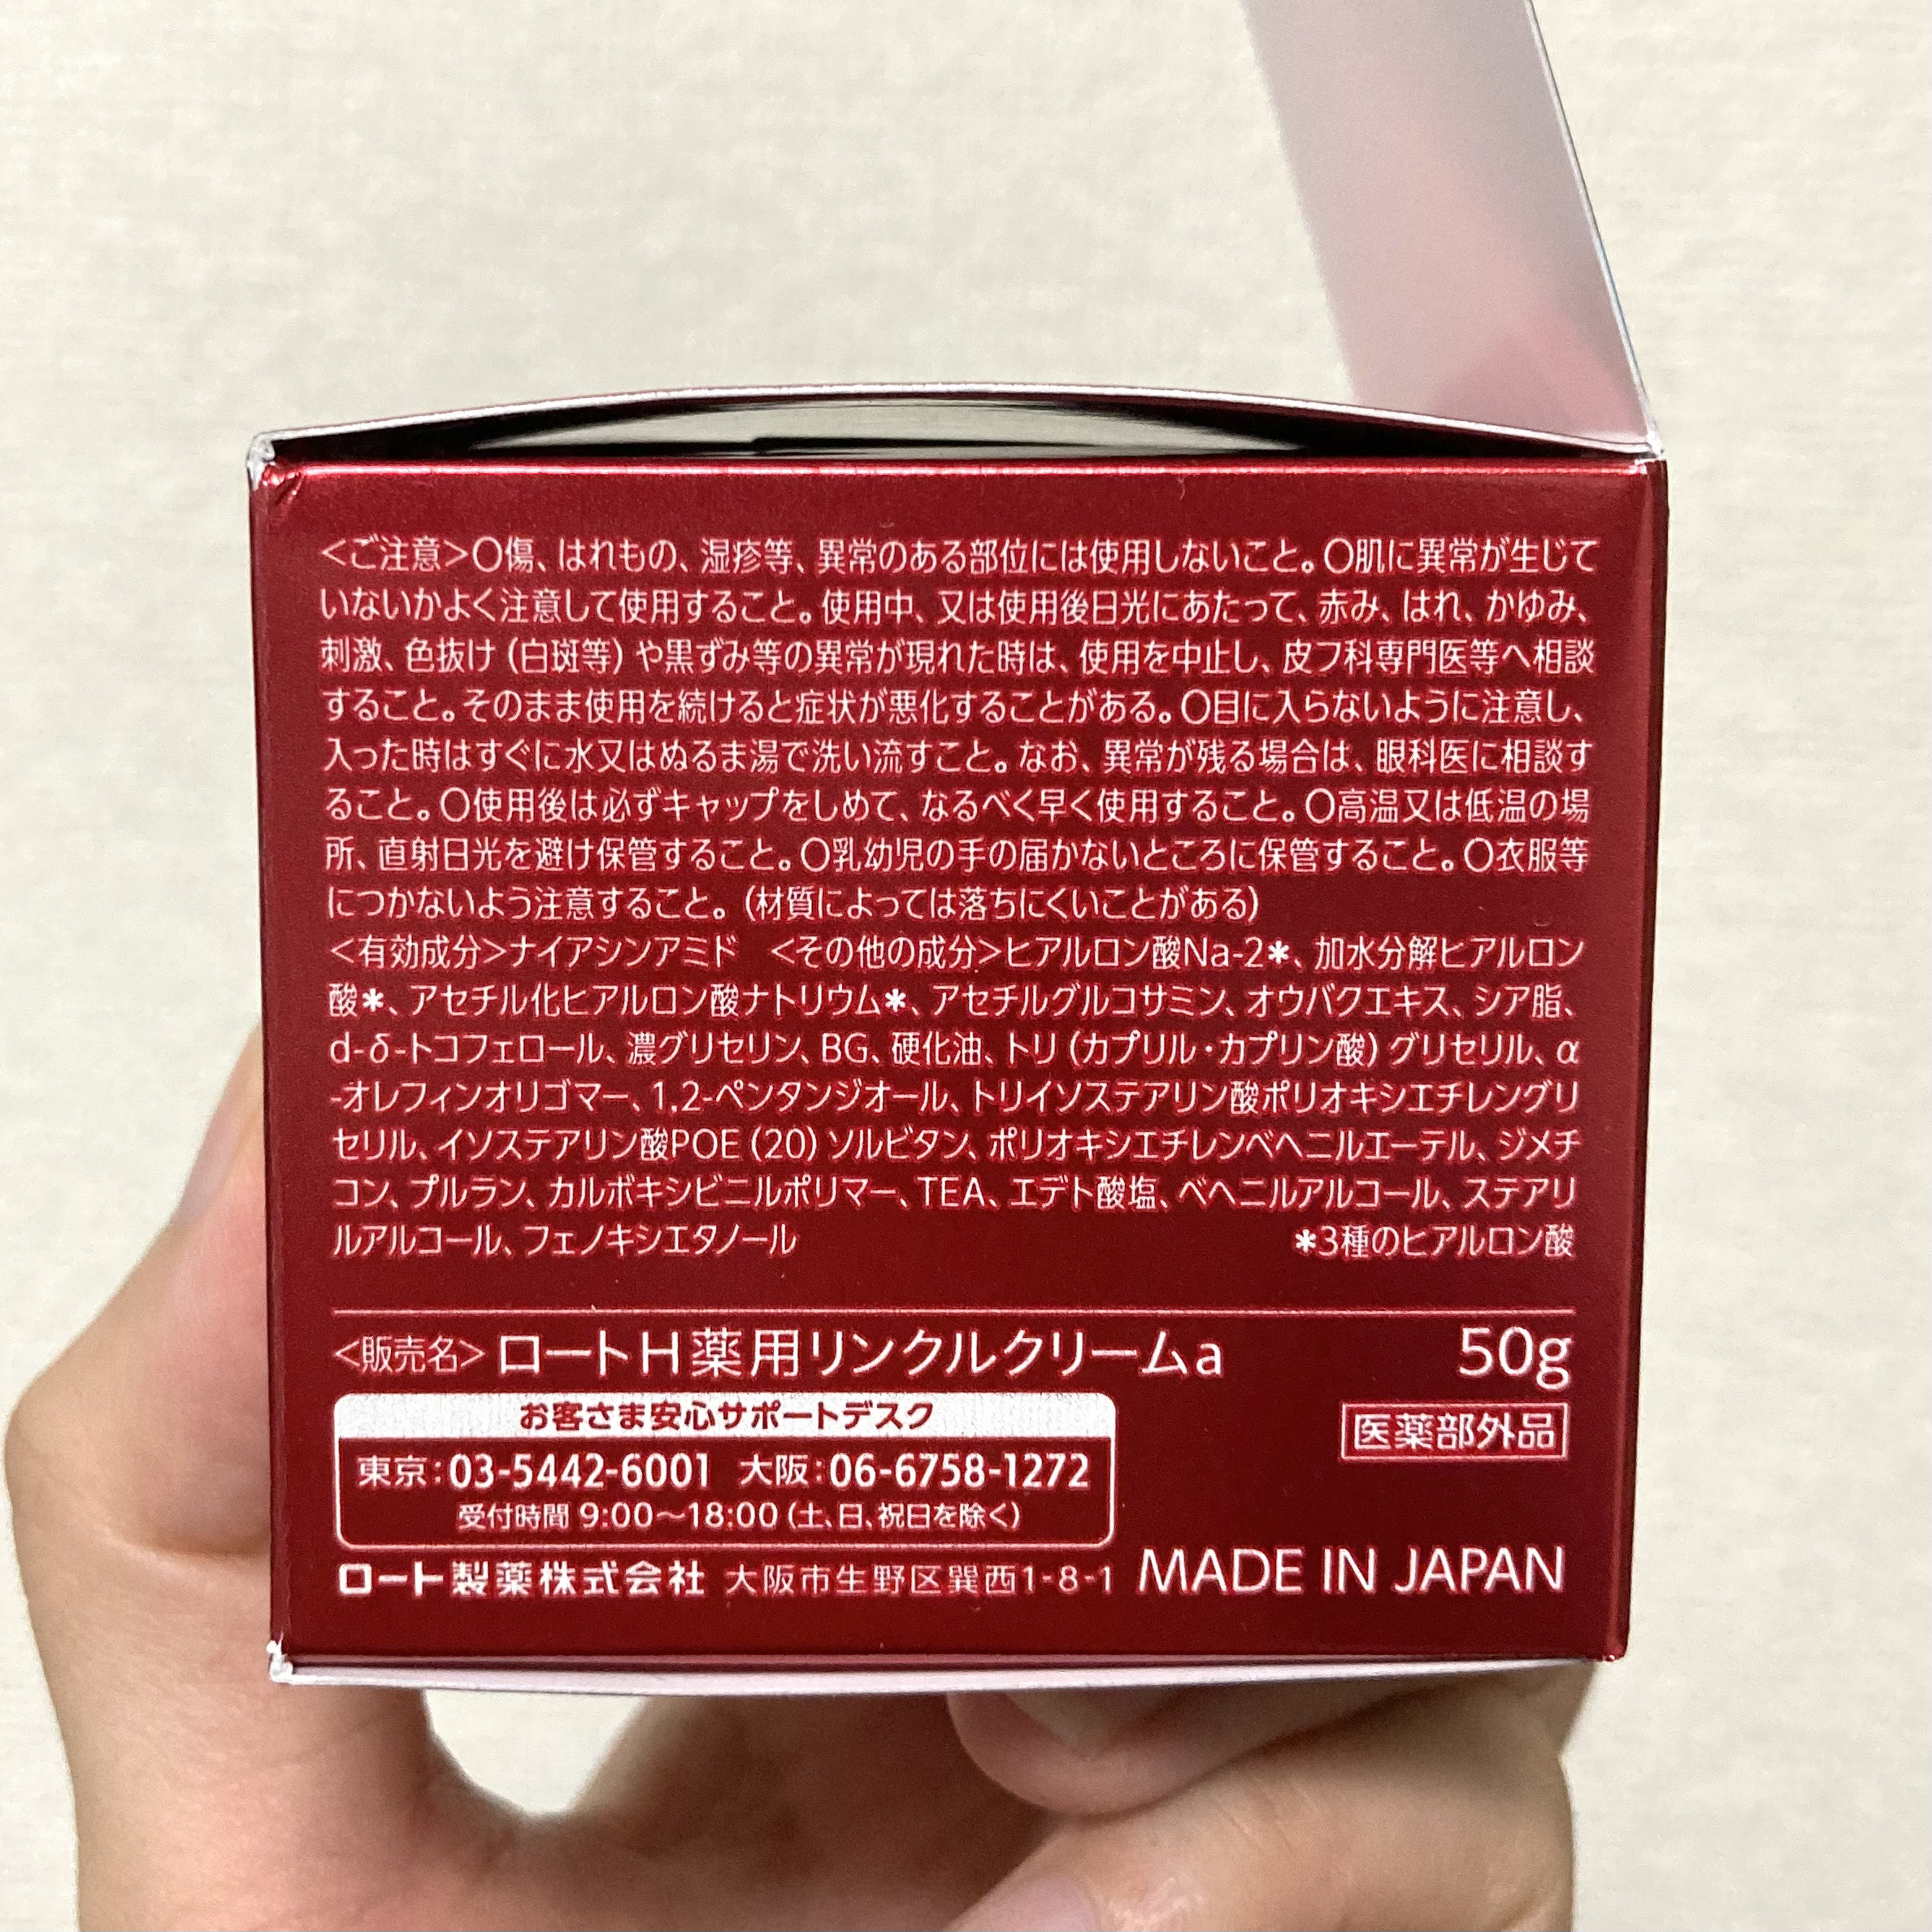 <ご注意>○傷、はれもの、湿疹等、異常のある部位には使用しないこと。○肌に異常が生じて
いないかよく注意して使用すること。使用中、又は使用後日光にあたって、赤み、はれ、かゆみ、
刺激、色抜け(白斑等)や黒ずみ等の異常が現れた時は、使用を中止し、皮フ科専門医等へ相談
すること。そのまま使用を続けると症状が悪化することがある。○目に入らないように注意し、
入った時はすぐに水又はぬるま湯で洗い流すこと。なお、異常が残る場合は、眼科医に相談す
ること。○使用後は必ずキャップをしめて、なるべく早く使用すること。○高温又は低温の場
所、直射日光を避け保管すること。○乳幼児の手の届かないところに保管すること。○衣服等
につかないよう注意すること。(材質によっては落ちにくいことがある)
<有効成分>ナイアシンアミド <その他の成分>ヒアルロン酸Na-2*、加水分解ヒアルロン
酸*、アセチル化ヒアルロン酸ナトリウム*、アセチルグルコサミン、オウバクエキス、シア脂、
d-δ-トコフェロール、濃グリセリン、BG、硬化油、トリ(カプリル・カプリン酸)グリセリル、α
-オレフィンオリゴマー、1,2-ペンタンジオール、トリイソステアリン酸ポリオキシエチレングリ
セリル、イソステアリン酸POE(20)ソルビタン、ポリオキシエチレンベヘニルエーテル、ジメチ
コン、プルラン、カルボキシビニルポリマー、TEA、エデト酸塩、ベヘニルアルコール、ステアリ
ルアルコール、フェノキシエタノール *3種のヒアルロン酸
<販売名>ロートH薬用リンクルクリームa 50g
お客さま安心サポートデスク
医薬部外品
東京:03-5442-6001 大阪:06-6758-1272
受付時間 9:00〜18:00(土、日、祝日を除く)
ロート製薬株式会社 大阪市生野区巽西1-8-1 MADE IN JAPAN